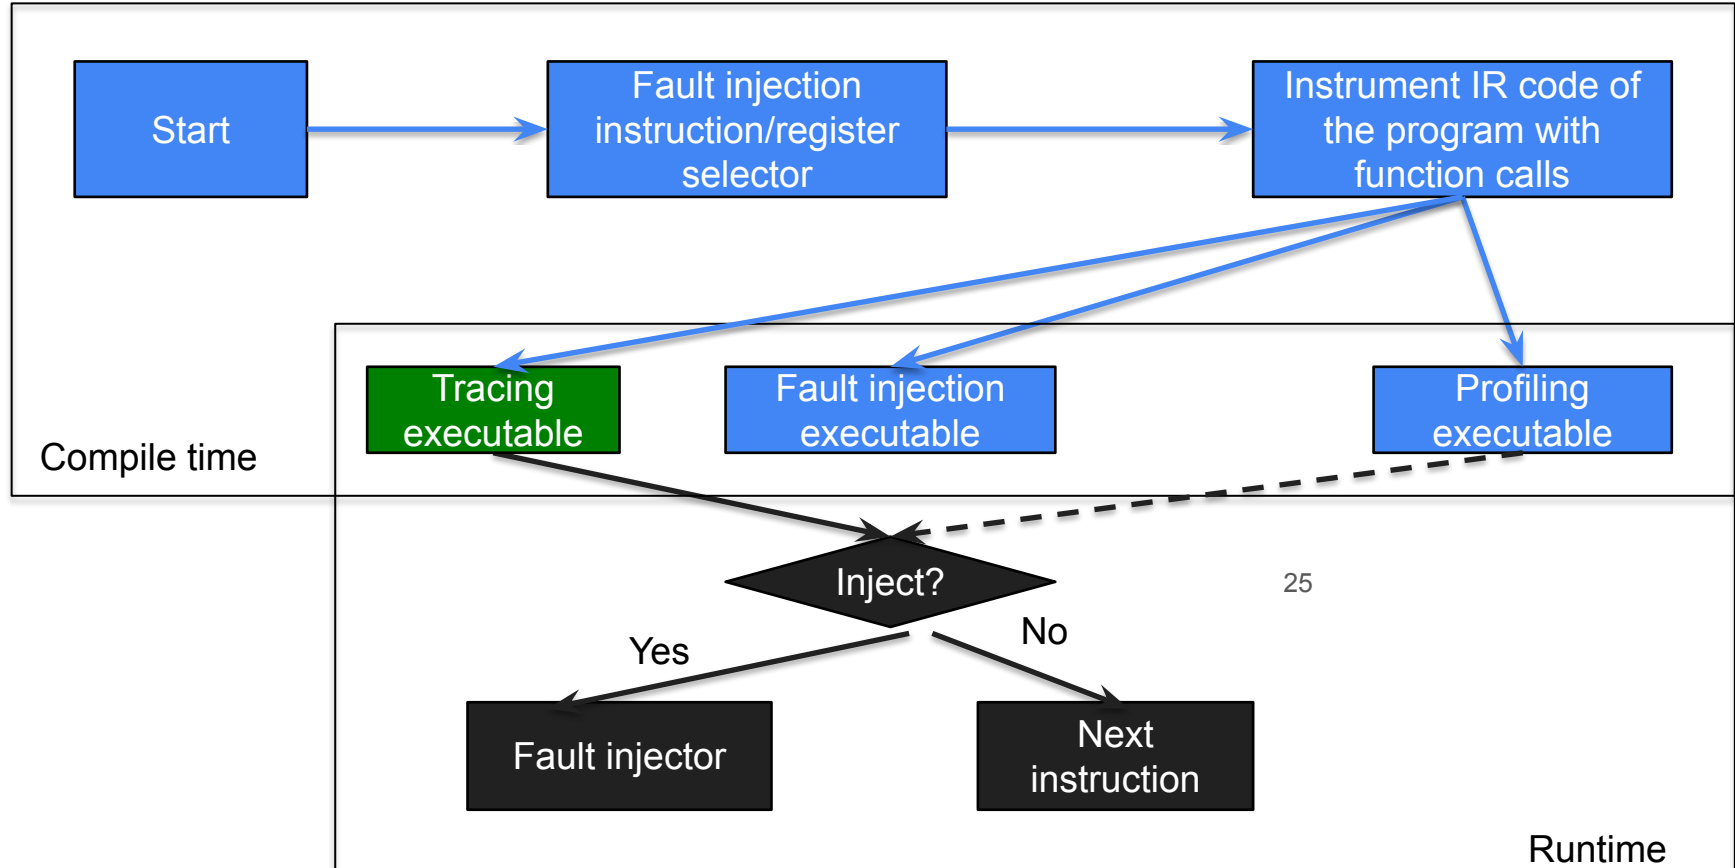 Start
Fault injection
instruction/register
selector
Instrument IR code of
the program with
function calls
Tracing
executable
Fault injection
executable
Profiling
executable
Compile time
Inject?
25
Yes
No
Fault injector
Next
instruction
Runtime